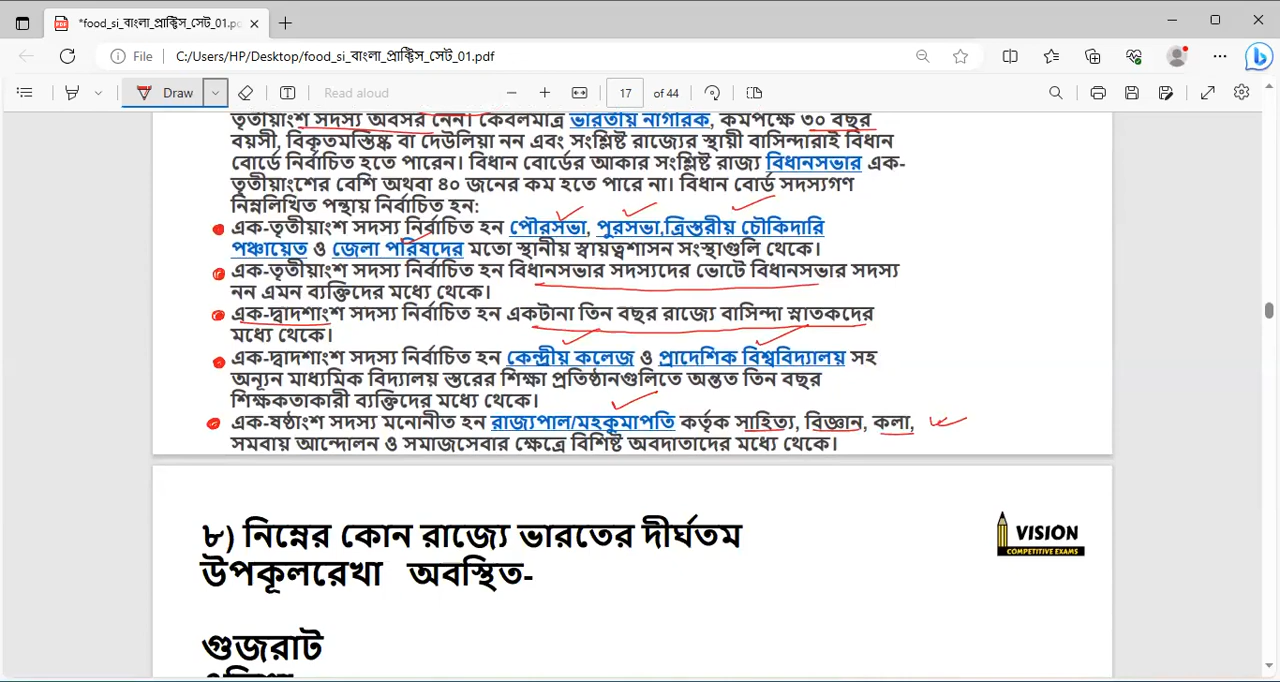 *food_si_বাংলা_প্রাক্টিস_সেট_01.pd
File C:/Users/HP/Desktop/food_si_বাংলা_প্রাক্টিস_সেট_01.pdf
Draw Read aloud 17 of 44
তৃতীয়াংশ সদস্য অবসর নেন। কেবলমাত্র ভারতীয় নাগরিক, কমপক্ষে ৩০ বছর
বয়সী, বিকৃতমস্তিষ্ক বা দেউলিয়া নন এবং সংশ্লিষ্ট রাজ্যের স্থায়ী বাসিন্দারাই বিধান
বোর্ডে নির্বাচিত হতে পারেন। বিধান বোর্ডের আকার সংশ্লিষ্ট রাজ্য বিধানসভার এক-
তৃতীয়াংশের বেশি অথবা ৪০ জনের কম হতে পারে না। বিধান বোর্ড সদস্যগণ
নিম্নলিখিত পন্থায় নির্বাচিত হন:
এক-তৃতীয়াংশ সদস্য নির্বাচিত হন পৌরসভা, পুরসভা,ত্রিস্তরীয় চৌকিদারি
পঞ্চায়েত ও জেলা পরিষদের মতো স্থানীয় স্বায়ত্বশাসন সংস্থাগুলি থেকে।
এক-তৃতীয়াংশ সদস্য নির্বাচিত হন বিধানসভার সদস্যদের ভোটে বিধানসভার সদস্য
নন এমন ব্যক্তিদের মধ্যে থেকে।
এক-দ্বাদশাংশ সদস্য নির্বাচিত হন একটানা তিন বছর রাজ্যে বাসিন্দা স্নাতকদের
মধ্যে থেকে।
এক-দ্বাদশাংশ সদস্য নির্বাচিত হন কেন্দ্রীয় কলেজ ও প্রাদেশিক বিশ্ববিদ্যালয় সহ
অন্যূন মাধ্যমিক বিদ্যালয় স্তরের শিক্ষা প্রতিষ্ঠানগুলিতে অন্তত তিন বছর
শিক্ষকতাকারী ব্যক্তিদের মধ্যে থেকে।
এক-ষষ্ঠাংশ সদস্য মনোনীত হন রাজ্যপাল/মহকুমাপতি কর্তৃক সাহিত্য, বিজ্ঞান, কলা,
সমবায় আন্দোলন ও সমাজসেবার ক্ষেত্রে বিশিষ্ট অবদাতাদের মধ্যে থেকে।
৮) নিম্নের কোন রাজ্যে ভারতের দীর্ঘতম
উপকূলরেখা অবস্থিত-
VISION
COMPETITIVE EXAMS
গুজরাট